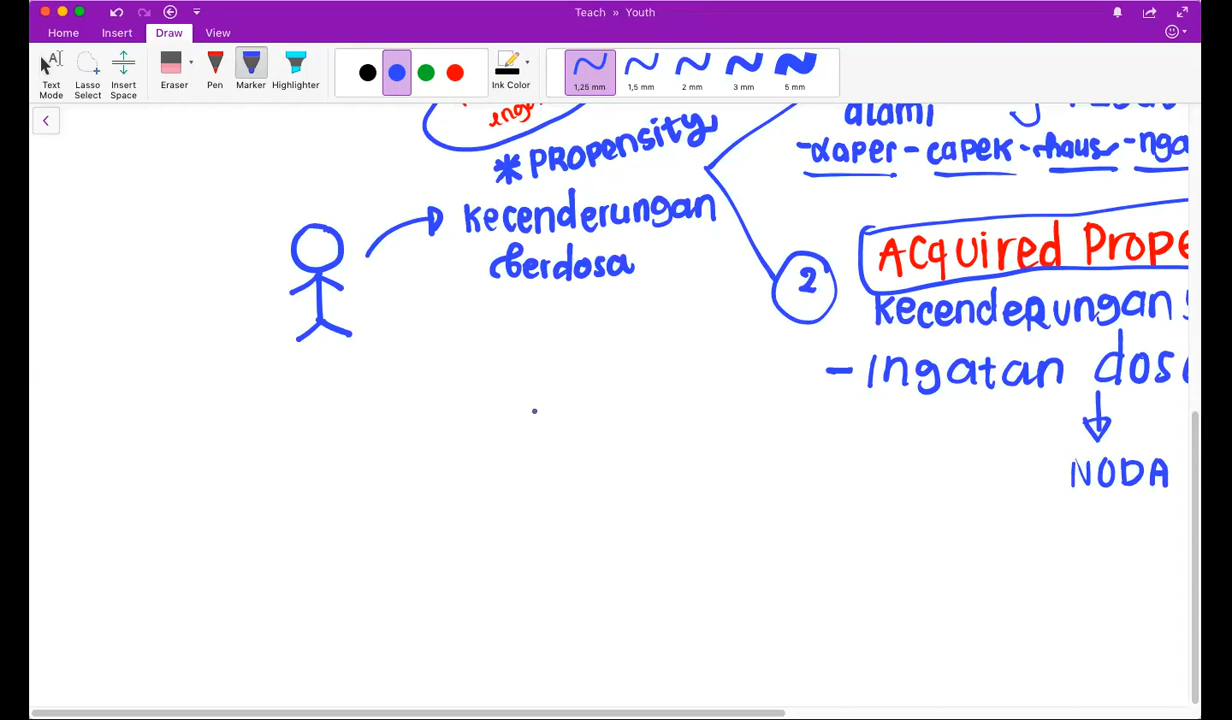 Teach » Youth
Home Insert Draw View
Text Mode
Lasso Select
Insert Space
Eraser
Pen
Marker
Highlighter
Ink Color
1,25 mm
1,5 mm
2 mm
3 mm
5 mm
* PROPENSITY
Kecenderungan
berdosa
alami
-Laper - capek - haus - nga
2
Acquired Prope
Kecenderungan
- Ingatan dos
NODA